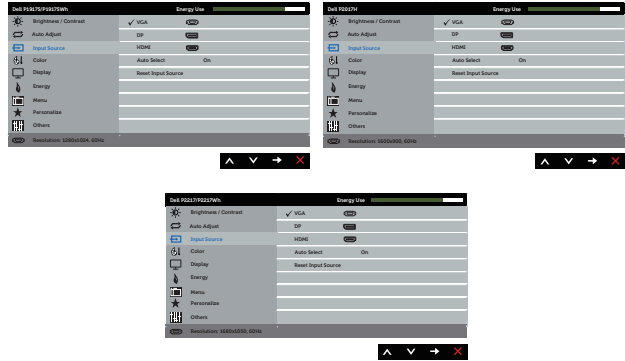 Dell P1917S/P1917SWh Energy Use
Brightness / Contrast
VGA
Auto Adjust
DP
Input Source
HDMI
Color
Auto Select On
Display
Reset Input Source
Energy
Menu
Personalize
Others
Resolution: 1280x1024, 60Hz
Dell P2017H Energy Use
Brightness / Contrast
VGA
Auto Adjust
DP
Input Source
HDMI
Color
Auto Select On
Display
Reset Input Source
Energy
Menu
Personalize
Others
Resolution: 1600x900, 60Hz
Dell P2217/P2217Wh Energy Use
Brightness / Contrast
VGA
Auto Adjust
DP
Input Source
HDMI
Color
Auto Select On
Display
Reset Input Source
Energy
Menu
Personalize
Others
Resolution: 1680x1050, 60Hz